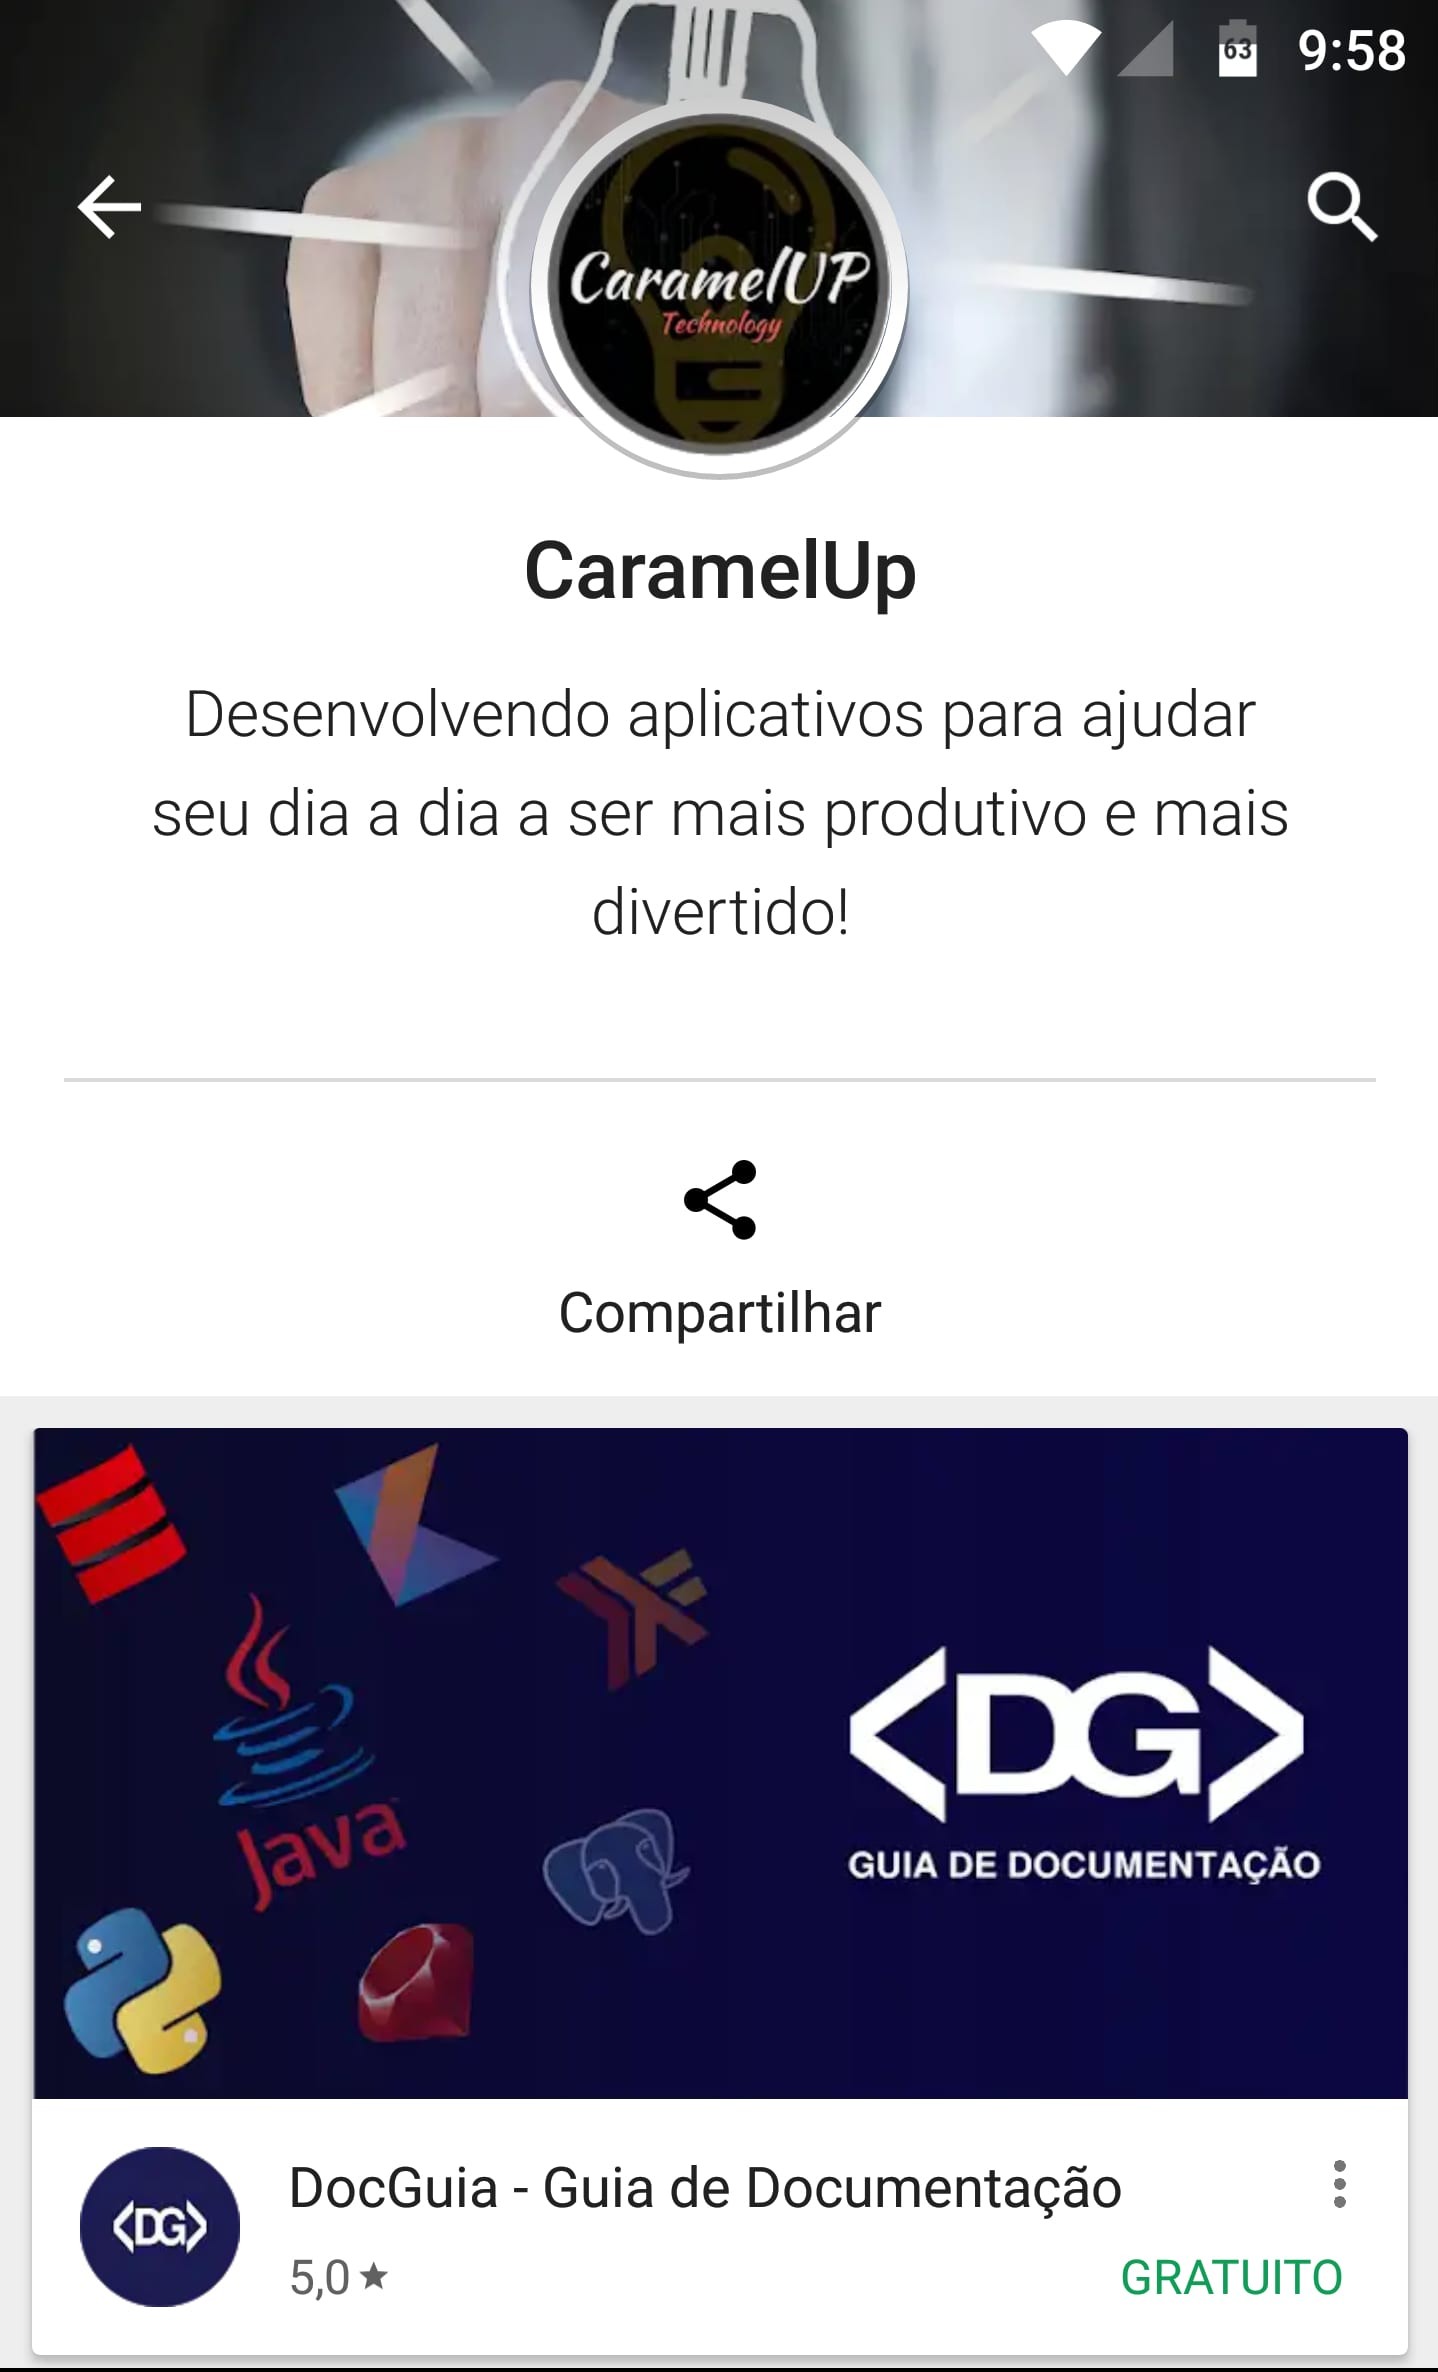 63 9:58
CaramelUP
Technology
CaramelUp
Desenvolvendo aplicativos para ajudar
seu dia a dia a ser mais produtivo e mais
divertido!
Compartilhar
Java
<DG>
GUIA DE DOCUMENTAÇÃO
<DG>
DocGuia - Guia de Documentação
5,0 ★
GRATUITO